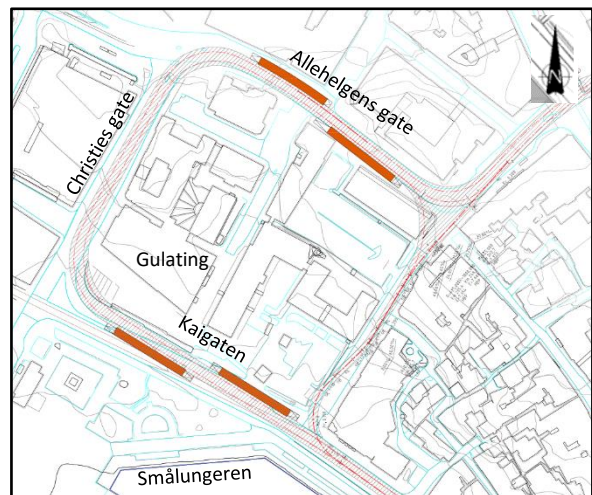 Allehelgens gate
N
Christies gate
Gulating
Kaigaten
Smålungeren